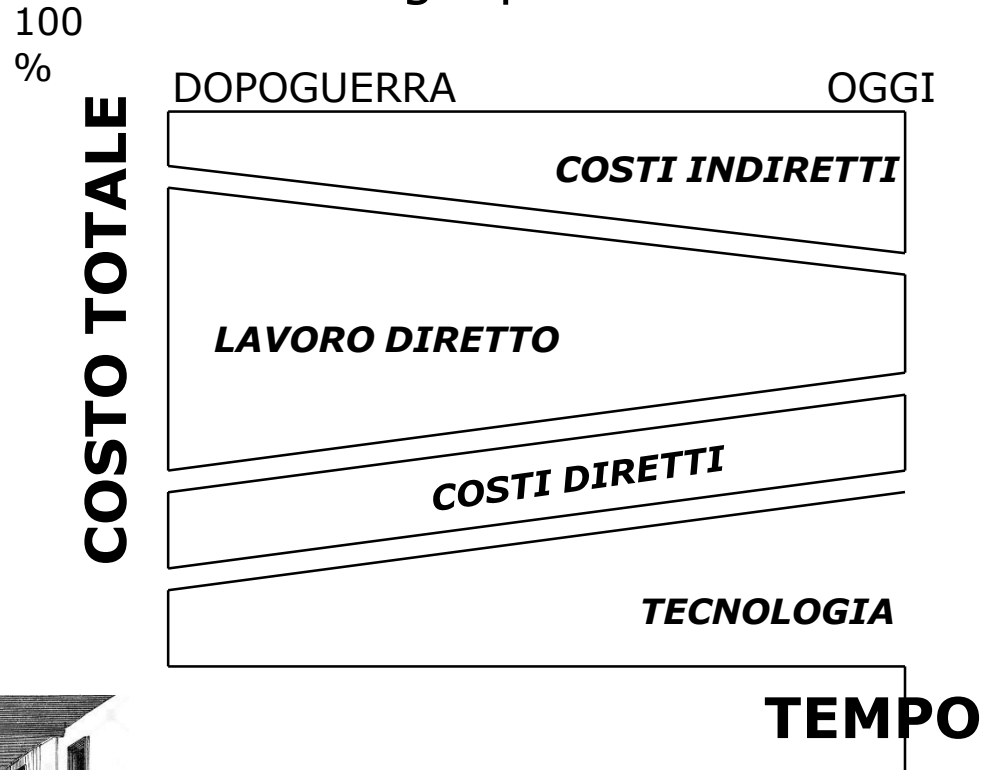 100
%
DOPOGUERRA OGGI
COSTO TOTALE
COSTI INDIRETTI
LAVORO DIRETTO
COSTI DIRETTI
TECNOLOGIA
TEMPO